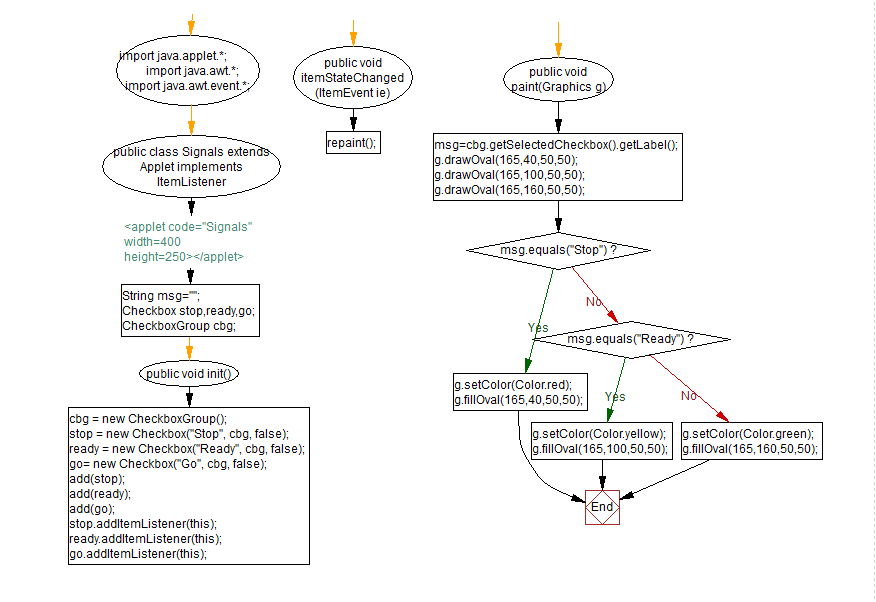 import java.applet.*;
import java.awt.*;
import java.awt.event.*;
public class Signals extends
Applet implements
ItemListener
<applet code="Signals"
width=400
height=250></applet>
String msg="";
Checkbox stop,ready,go;
CheckboxGroup cbg;
public void init()
cbg = new CheckboxGroup();
stop = new Checkbox("Stop", cbg, false);
ready = new Checkbox("Ready", cbg, false);
go= new Checkbox("Go", cbg, false);
add(stop);
add(ready);
add(go);
stop.addItemListener(this);
ready.addItemListener(this);
go.addItemListener(this);
public void
itemStateChanged
(ItemEvent ie)
repaint();
public void
paint(Graphics g)
msg=cbg.getSelectedCheckbox().getLabel();
g.drawOval(165,40,50,50);
g.drawOval(165,100,50,50);
g.drawOval(165,160,50,50);
msg.equals("Stop") ?
No
Yes
msg.equals("Ready") ?
g.setColor(Color.red);
g.fillOval(165,40,50,50);
Yes
No
g.setColor(Color.yellow);
g.fillOval(165,100,50,50);
g.setColor(Color.green);
g.fillOval(165,160,50,50);
End